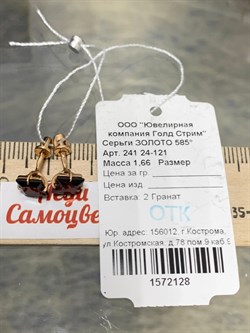 ООО "Ювелирная
компания Голд Стрим"
Серьги ЗОЛОТО 585°
Арт. 241 24-121
Масса 1,66 Размер
Цена за гр.
Цена изд.
Вставка: 2 Гранат
ОТК
Юр. адрес: 156012, г.Кострома,
ул.Костромская, д.78 пом.9 каб.9
1572128
Самоцве